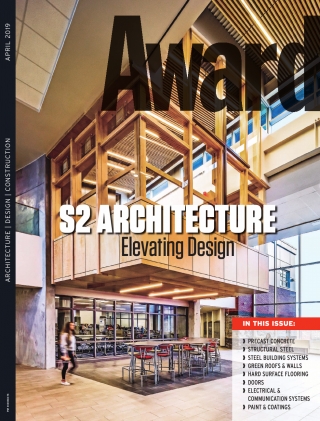 Award
APRIL 2019
ARCHITECTURE | DESIGN | CONSTRUCTION
S2 ARCHITECTURE
Elevating Design
IN THIS ISSUE:
PRECAST CONCRETE
STRUCTURAL STEEL
STEEL BUILDING SYSTEMS
GREEN ROOFS & WALLS
HARD SURFACE FLOORING
DOORS
ELECTRICAL &
COMMUNICATION SYSTEMS
PAINT & COATINGS